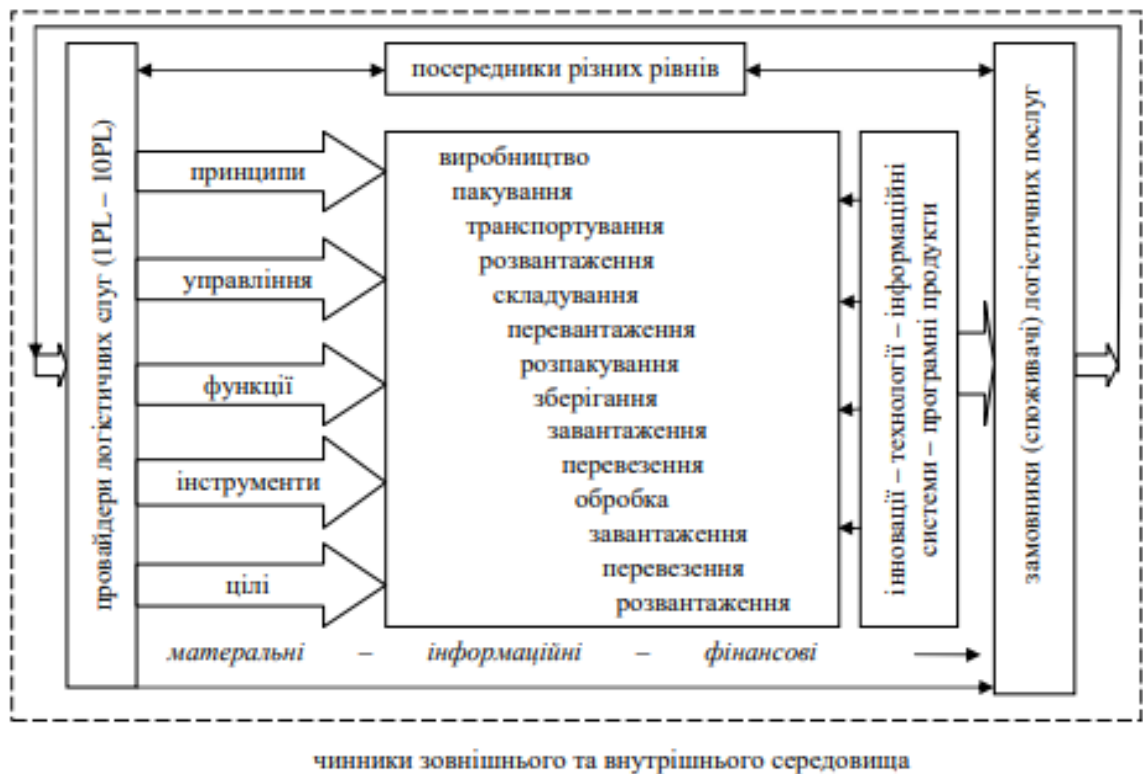 посередники різних рівнів
провайдери логістичних слуг (1PL – 10PL)
принципи
управління
функції
інструменти
цілі
виробництво
пакування
транспортування
розвантаження
складування
перевантаження
розпакування
зберігання
завантаження
перевезення
обробка
завантаження
перевезення
розвантаження
інновації – технології – інформаційні
системи – програмні продукти
замовники (споживачі) логістичних послуг
матеральні – інформаційні – фінансові
чинники зовнішнього та внутрішнього середовища